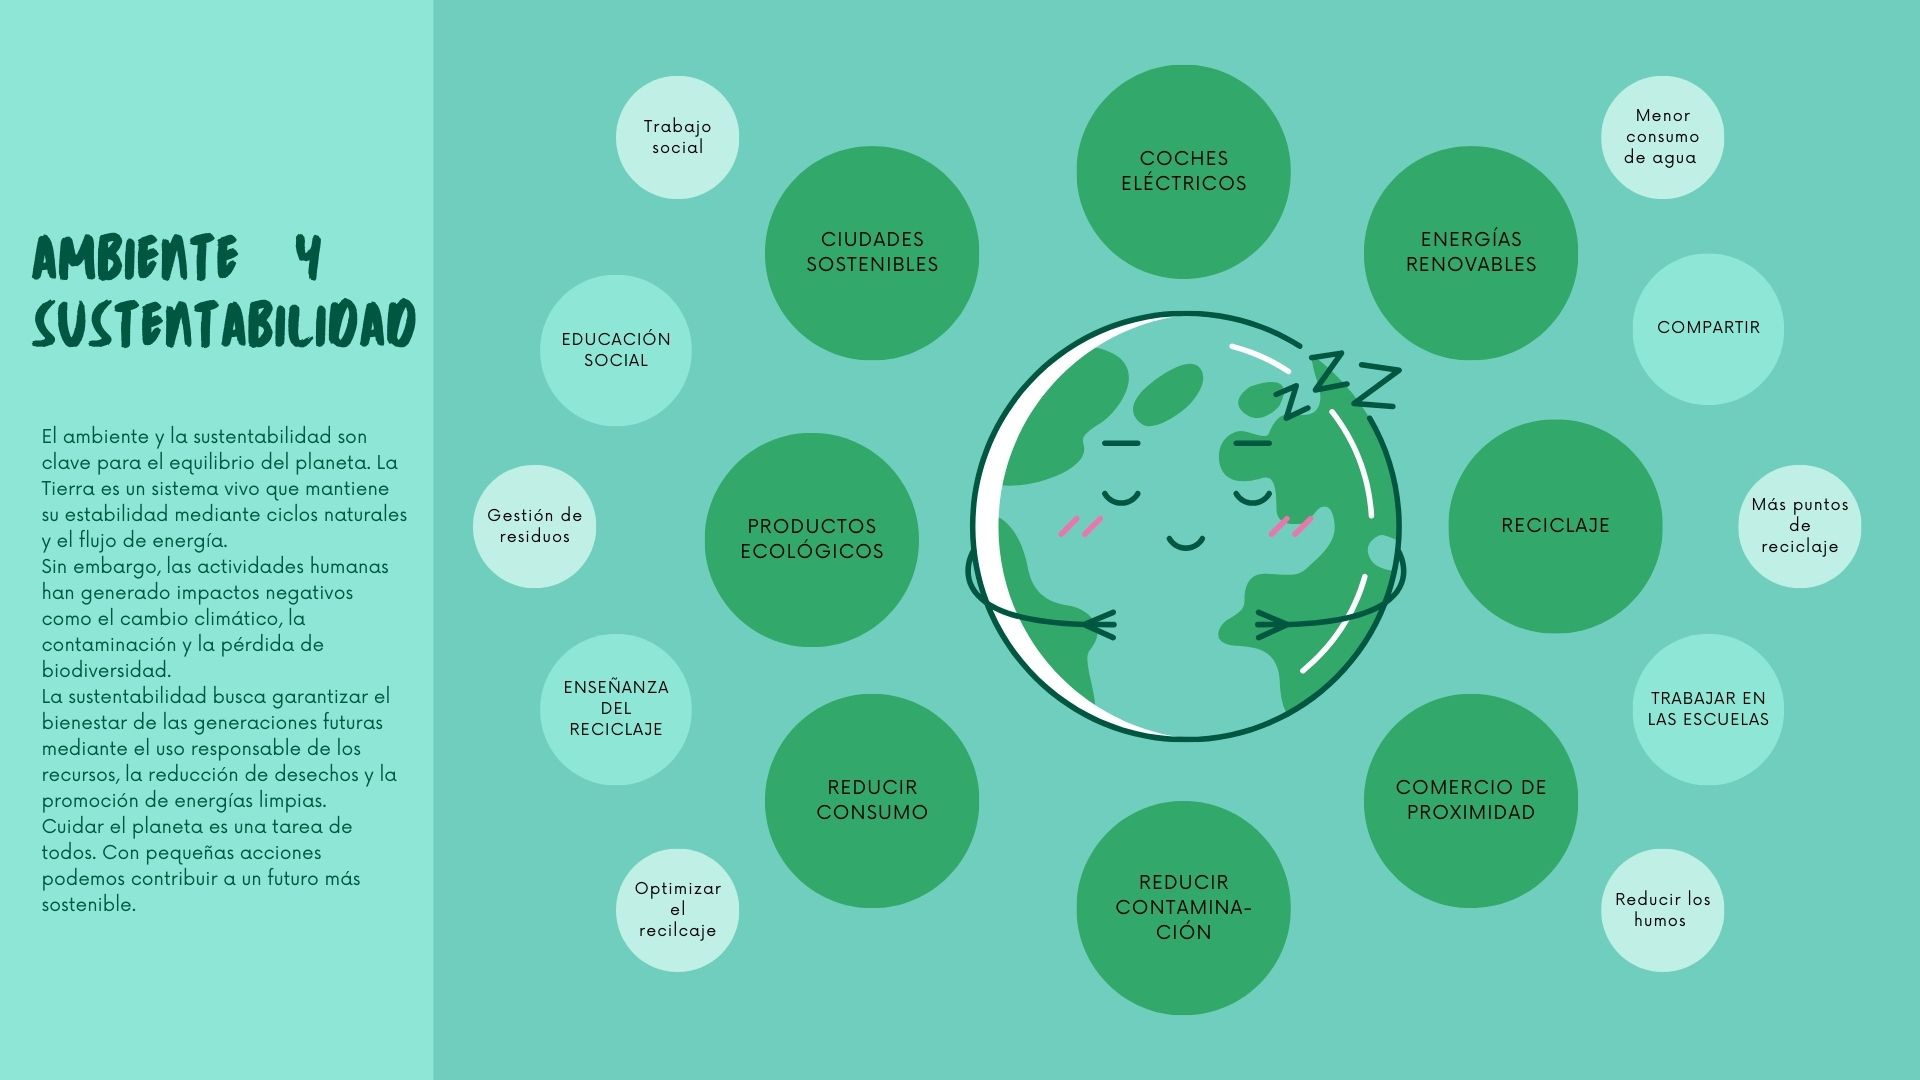 AMBIENTE Y
SUSTENTABILIDAD
El ambiente y la sustentabilidad son
clave para el equilibrio del planeta. La
Tierra es un sistema vivo que mantiene
su estabilidad mediante ciclos naturales
y el flujo de energía.
Sin embargo, las actividades humanas
han generado impactos negativos
como el cambio climático, la
contaminación y la pérdida de
biodiversidad.
La sustentabilidad busca garantizar el
bienestar de las generaciones futuras
mediante el uso responsable de los
recursos, la reducción de desechos y la
promoción de energías limpias.
Cuidar el planeta es una tarea de
todos. Con pequeñas acciones
podemos contribuir a un futuro más
sostenible.
Trabajo
social
EDUCACIÓN
SOCIAL
Gestión de
residuos
ENSEÑANZA
DEL
RECICLAJE
Optimizar
el
recilcaje
CIUDADES
SOSTENIBLES
PRODUCTOS
ECOLÓGICOS
REDUCIR
CONSUMO
COCHES
ELÉCTRICOS
Z Z Z
REDUCIR
CONTAMINA-
CIÓN
ENERGÍAS
RENOVABLES
RECICLAJE
COMERCIO DE
PROXIMIDAD
Menor
consumo
de agua
COMPARTIR
Más puntos
de
reciclaje
TRABAJAR EN
LAS ESCUELAS
Reducir los
humos